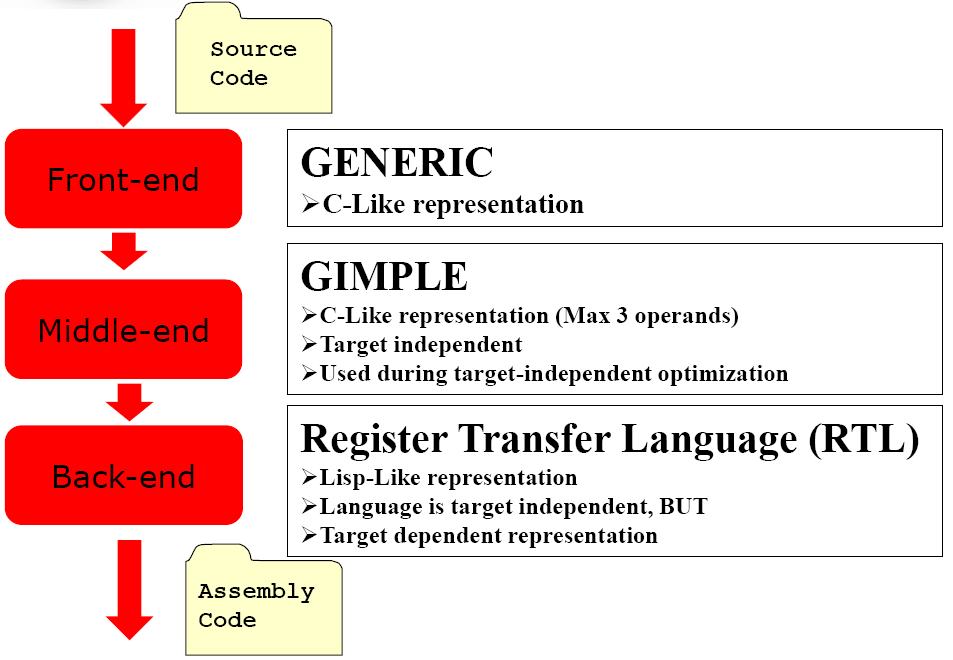 Source
Code
Front-end
GENERIC
➢C-Like representation
Middle-end
GIMPLE
➢C-Like representation (Max 3 operands)
➢Target independent
➢Used during target-independent optimization
Back-end
Register Transfer Language (RTL)
➢Lisp-Like representation
➢Language is target independent, BUT
➢Target dependent representation
Assembly
Code